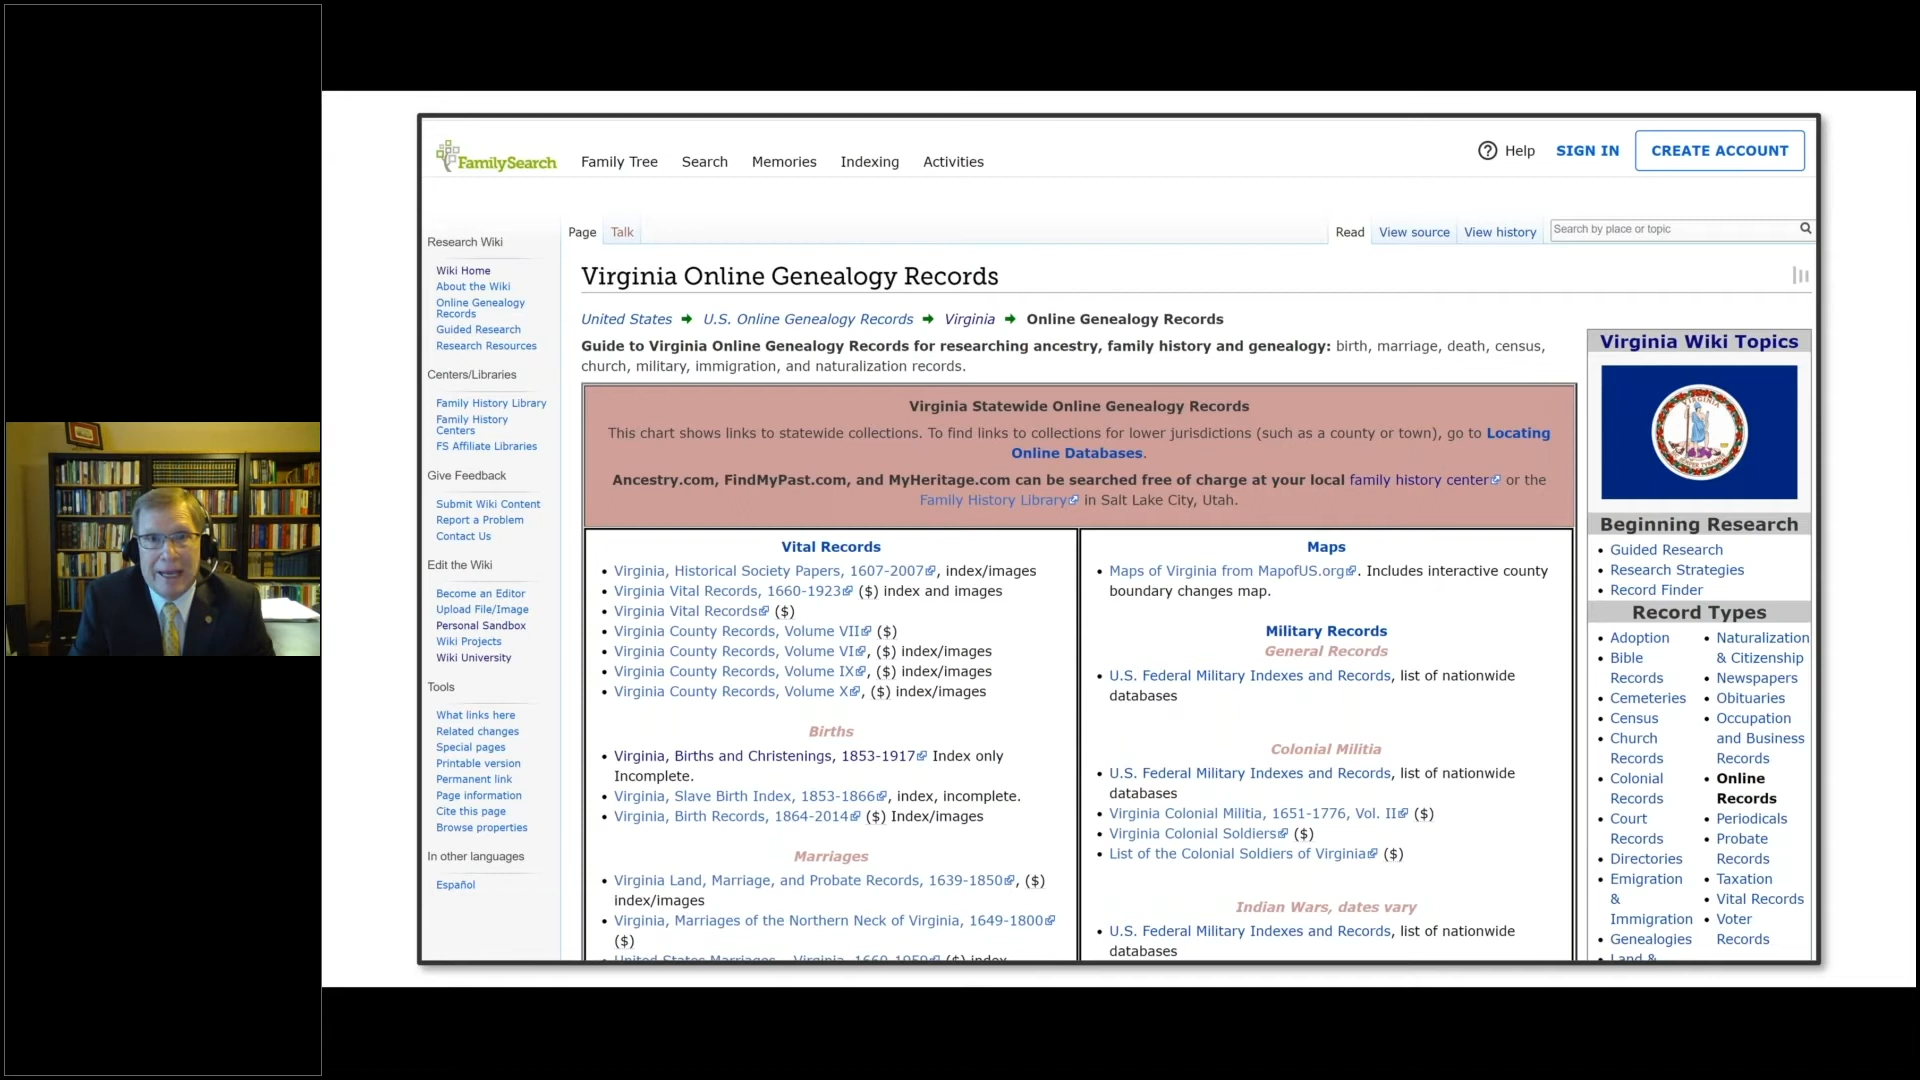 FamilySearch
Family Tree
Search
Memories
Indexing
Activities
Help
SIGN IN
CREATE ACCOUNT
Research Wiki
Wiki Home
About the Wiki
Online Genealogy
Records
Guided Research
Research Resources
Centers/Libraries
Family History Library
Family History
Centers
FS Affiliate Libraries
Give Feedback
Submit Wiki Content
Report a Problem
Contact Us
Edit the Wiki
Become an Editor
Upload File/Image
Personal Sandbox
Wiki Projects
Wiki University
Tools
What links here
Related changes
Special pages
Printable version
Permanent link
Page information
Cite this page
Browse properties
In other languages
Español
Page
Talk
Read
View source
View history
Search by place or topic
Virginia Online Genealogy Records
United States → U.S. Online Genealogy Records → Virginia → Online Genealogy Records
Guide to Virginia Online Genealogy Records for researching ancestry, family history and genealogy: birth, marriage, death, census,
church, military, immigration, and naturalization records.
Virginia Statewide Online Genealogy Records
This chart shows links to statewide collections. To find links to collections for lower jurisdictions (such as a county or town), go to Locating
Online Databases.
Ancestry.com, FindMyPast.com, and MyHeritage.com can be searched free of charge at your local family history center or the
Family History Library in Salt Lake City, Utah.
Vital Records
• Virginia, Historical Society Papers, 1607-2007, index/images
• Virginia Vital Records, 1660-1923 ($) index and images
• Virginia Vital Records ($)
• Virginia County Records, Volume VII ($)
• Virginia County Records, Volume VI, ($) index/images
• Virginia County Records, Volume IX, ($) index/images
• Virginia County Records, Volume X, ($) index/images
Births
• Virginia, Births and Christenings, 1853-1917 Index only
Incomplete.
• Virginia, Slave Birth Index, 1853-1866, index, incomplete.
• Virginia, Birth Records, 1864-2014 ($) Index/images
Marriages
• Virginia Land, Marriage, and Probate Records, 1639-1850, ($)
index/images
• Virginia, Marriages of the Northern Neck of Virginia, 1649-1800
($)
• United States Marriages - Virginia, 1660-1959 ($) index
Maps
• Maps of Virginia from MapofUS.org. Includes interactive county
boundary changes map.
Military Records
General Records
• U.S. Federal Military Indexes and Records, list of nationwide
databases
Colonial Militia
• U.S. Federal Military Indexes and Records, list of nationwide
databases
• Virginia Colonial Militia, 1651-1776, Vol. II ($)
• Virginia Colonial Soldiers ($)
• List of the Colonial Soldiers of Virginia ($)
Indian Wars, dates vary
• U.S. Federal Military Indexes and Records, list of nationwide
databases
Virginia Wiki Topics
VIRGINIA
Beginning Research
• Guided Research
• Research Strategies
• Record Finder
Record Types
• Adoption
• Bible
Records
• Cemeteries
• Census
• Church
Records
• Colonial
Records
• Court
Records
• Directories
• Emigration
&
Immigration
• Genealogies
• Land &
• Naturalization
& Citizenship
• Newspapers
• Obituaries
• Occupation
and Business
Records
• Online
Records
• Periodicals
• Probate
Records
• Taxation
• Vital Records
• Voter
Records